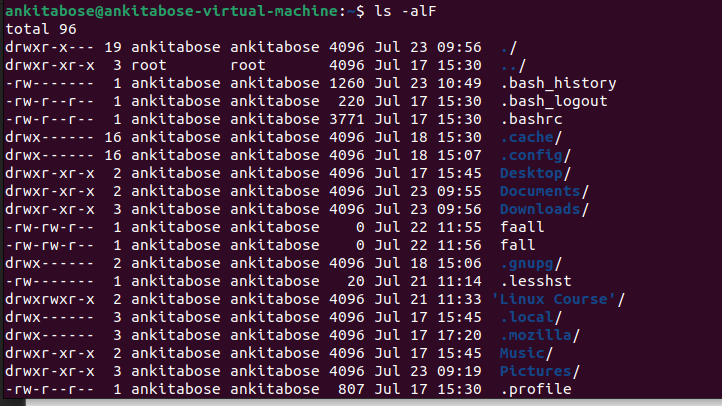 ankitabose@ankitabose-virtual-machine:~$ ls -alF
total 96
drwxr-x--- 19 ankitabose ankitabose 4096 Jul 23 09:56  ./
drwxr-xr-x  3 root       root       4096 Jul 17 15:30  ../
-rw-------  1 ankitabose ankitabose 1260 Jul 23 10:49  .bash_history
-rw-r--r--  1 ankitabose ankitabose  220 Jul 17 15:30  .bash_logout
-rw-r--r--  1 ankitabose ankitabose 3771 Jul 17 15:30  .bashrc
drwx------ 16 ankitabose ankitabose 4096 Jul 18 15:30  .cache/
drwx------ 16 ankitabose ankitabose 4096 Jul 18 15:07  .config/
drwxr-xr-x  2 ankitabose ankitabose 4096 Jul 17 15:45  Desktop/
drwxr-xr-x  2 ankitabose ankitabose 4096 Jul 23 09:55  Documents/
drwxr-xr-x  3 ankitabose ankitabose 4096 Jul 23 09:56  Downloads/
-rw-rw-r--  1 ankitabose ankitabose    0 Jul 22 11:55  faall
-rw-rw-r--  1 ankitabose ankitabose    0 Jul 22 11:56  fall
drwx------  2 ankitabose ankitabose 4096 Jul 18 15:06  .gnupg/
-rw-------  1 ankitabose ankitabose   20 Jul 21 11:14  .lesshst
drwxrwxr-x  2 ankitabose ankitabose 4096 Jul 21 11:33 'Linux Course'/
drwx------  3 ankitabose ankitabose 4096 Jul 17 15:45  .local/
drwx------  3 ankitabose ankitabose 4096 Jul 17 17:20  .mozilla/
drwxr-xr-x  2 ankitabose ankitabose 4096 Jul 17 15:45  Music/
drwxr-xr-x  3 ankitabose ankitabose 4096 Jul 23 09:19  Pictures/
-rw-r--r--  1 ankitabose ankitabose  807 Jul 17 15:30  .profile